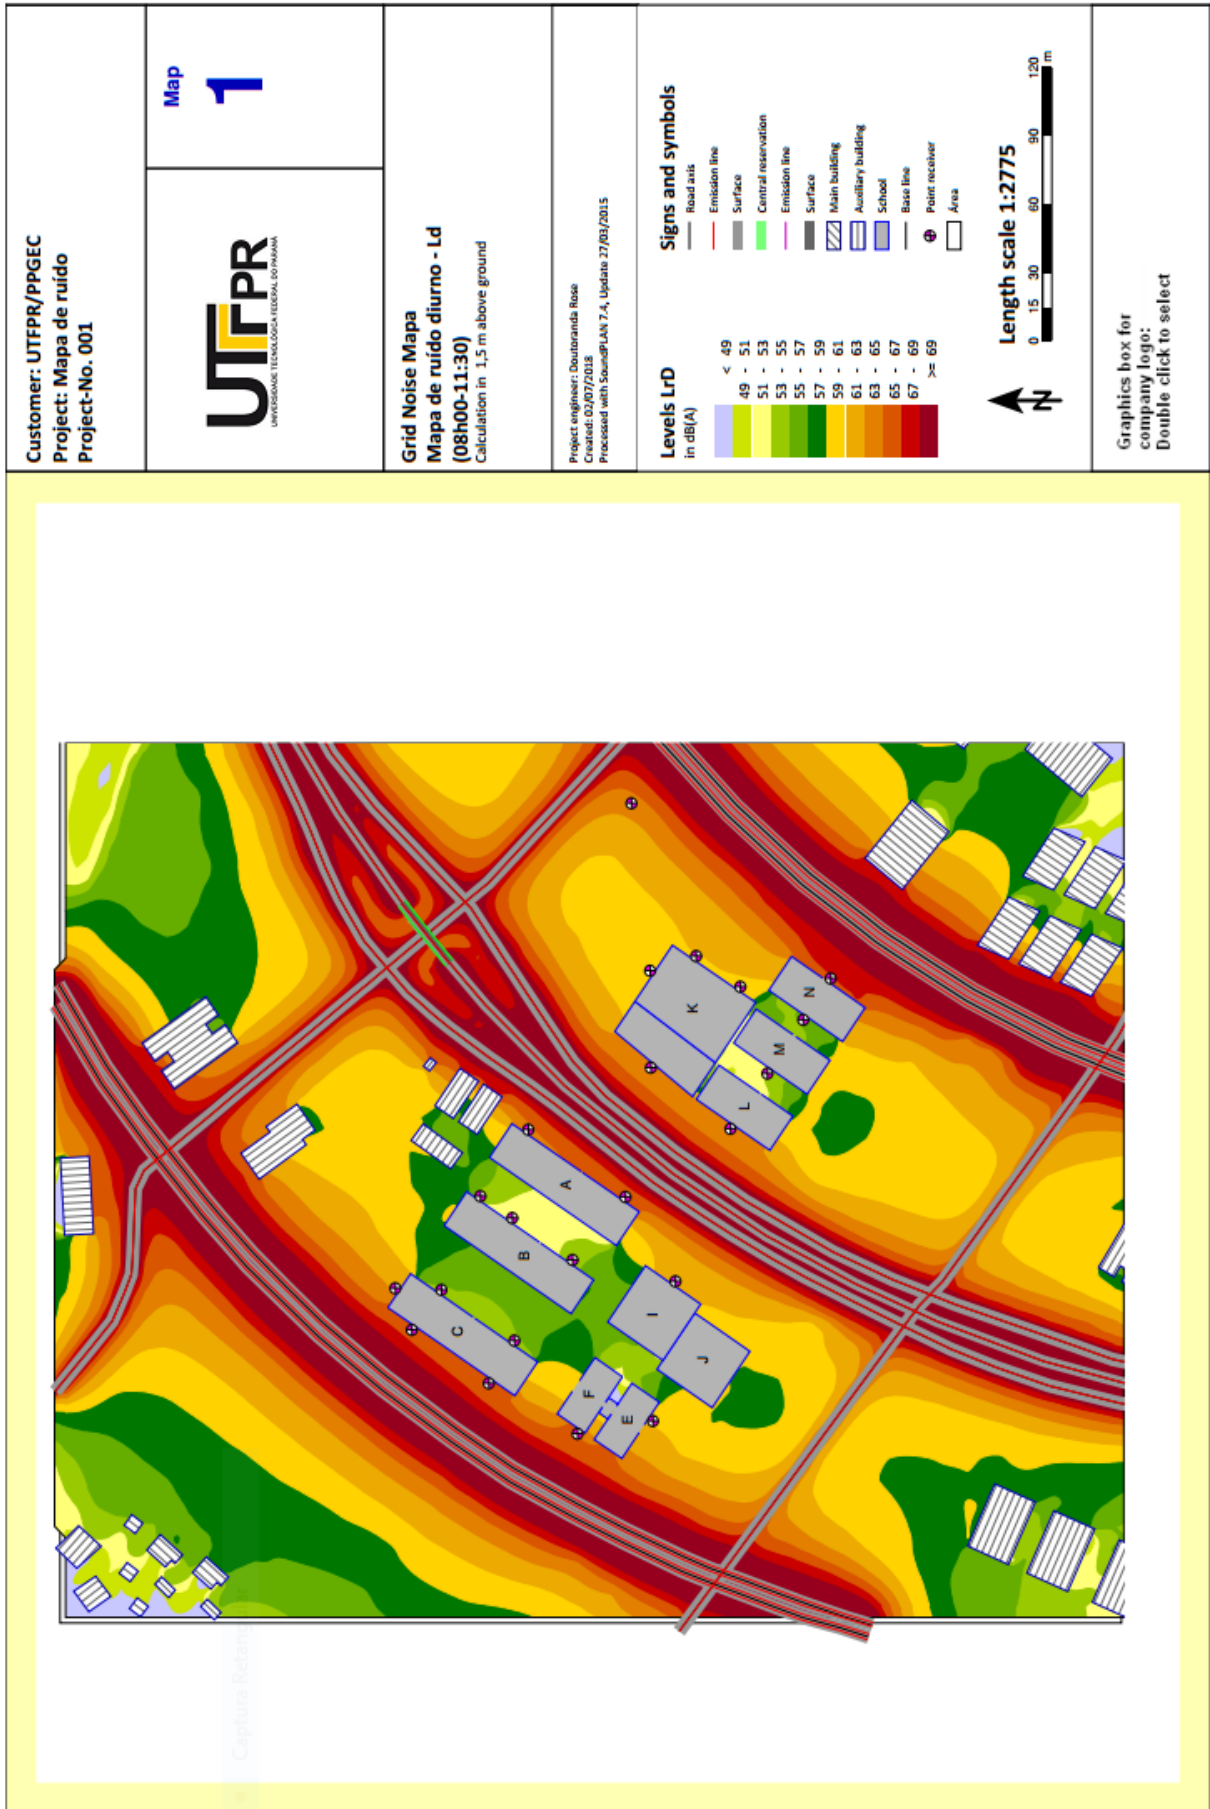 Customer: UTFPR/PPGEC
Project: Mapa de ruído
Project-No. 001
Map
1
UTFPR
UNIVERSIDADE TECNOLÓGICA FEDERAL DO PARANÁ
Grid Noise Mapa
Mapa de ruído diurno - Ld
(08h00-11:30)
Calculation in 1,5 m above ground
Project engineer: Doutoranda Rose
Created: 02/07/2018
Processed with SoundPLAN 7.4, Update 27/03/2015
Levels LrD
in dB(A)
< 49
49 - 51
51 - 53
53 - 55
55 - 57
57 - 59
59 - 61
61 - 63
63 - 65
65 - 67
67 - 69
>= 69
Signs and symbols
Road axis
Emission line
Surface
Central reservation
Emission line
Surface
Main building
Auxiliary building
School
Base line
Point receiver
Área
N
Length scale 1:2775
0 15 30 60 90 120
m
Graphics box for
company logo:
Double click to select
A
B
C
F
E
I
J
K
L
M
N
Captura Retangular